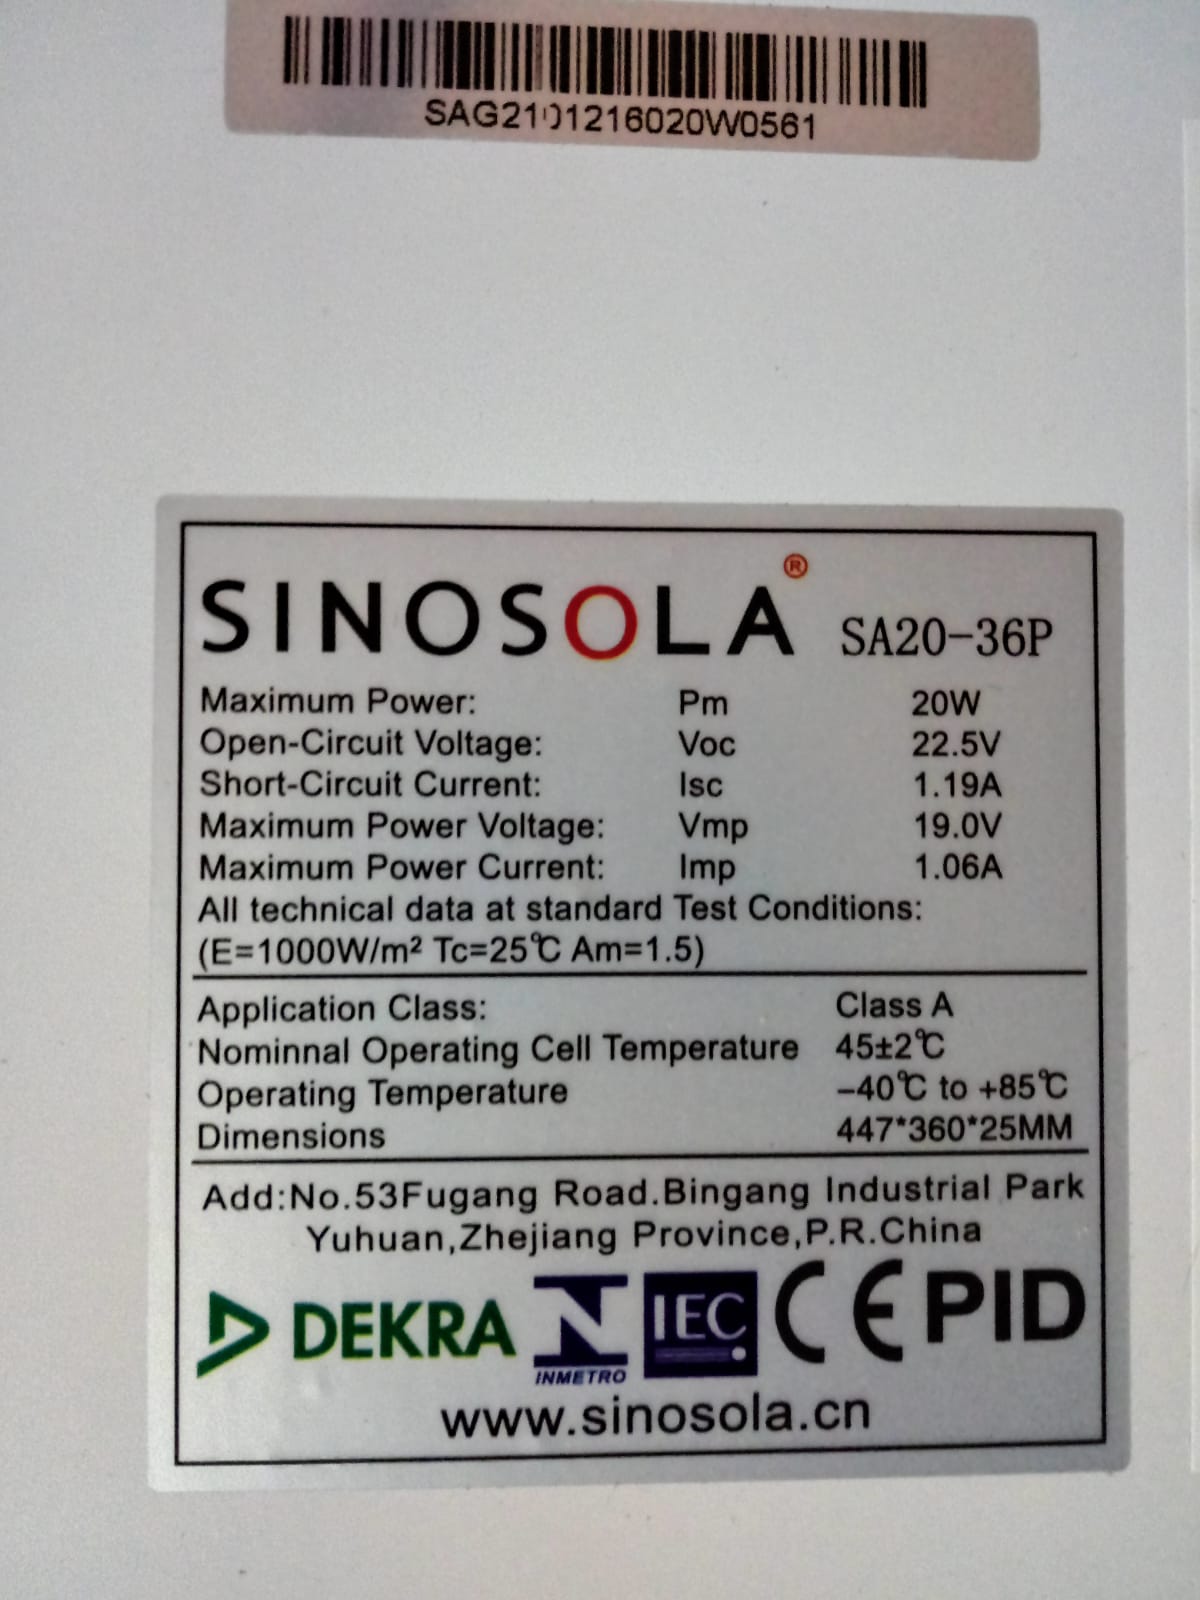 SAG2101216020W0561
SINOSOLA® SA20-36P
Maximum Power: Pm 20W
Open-Circuit Voltage: Voc 22.5V
Short-Circuit Current: Isc 1.19A
Maximum Power Voltage: Vmp 19.0V
Maximum Power Current: Imp 1.06A
All technical data at standard Test Conditions:
(E=1000W/m² Tc=25℃ Am=1.5)
Application Class: Class A
Nominnal Operating Cell Temperature 45±2℃
Operating Temperature –40℃ to +85℃
Dimensions 447*360*25MM
Add:No.53Fugang Road.Bingang Industrial Park
Yuhuan,Zhejiang Province,P.R.China
DEKRA N INMETRO IEC CE PID
www.sinosola.cn